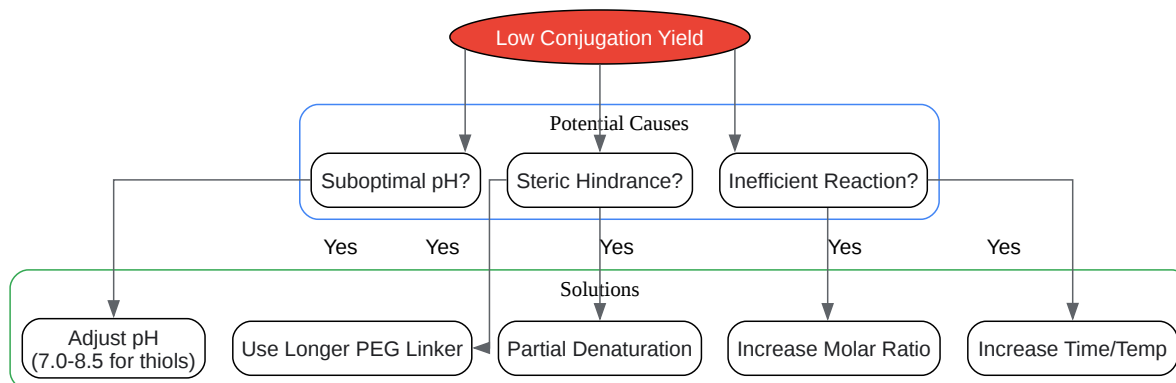 Low Conjugation Yield
Potential Causes
Suboptimal pH?
Steric Hindrance?
Inefficient Reaction?
Yes
Yes
Yes
Yes
Yes
Solutions
Adjust pH
(7.0-8.5 for thiols)
Use Longer PEG Linker
Partial Denaturation
Increase Molar Ratio
Increase Time/Temp